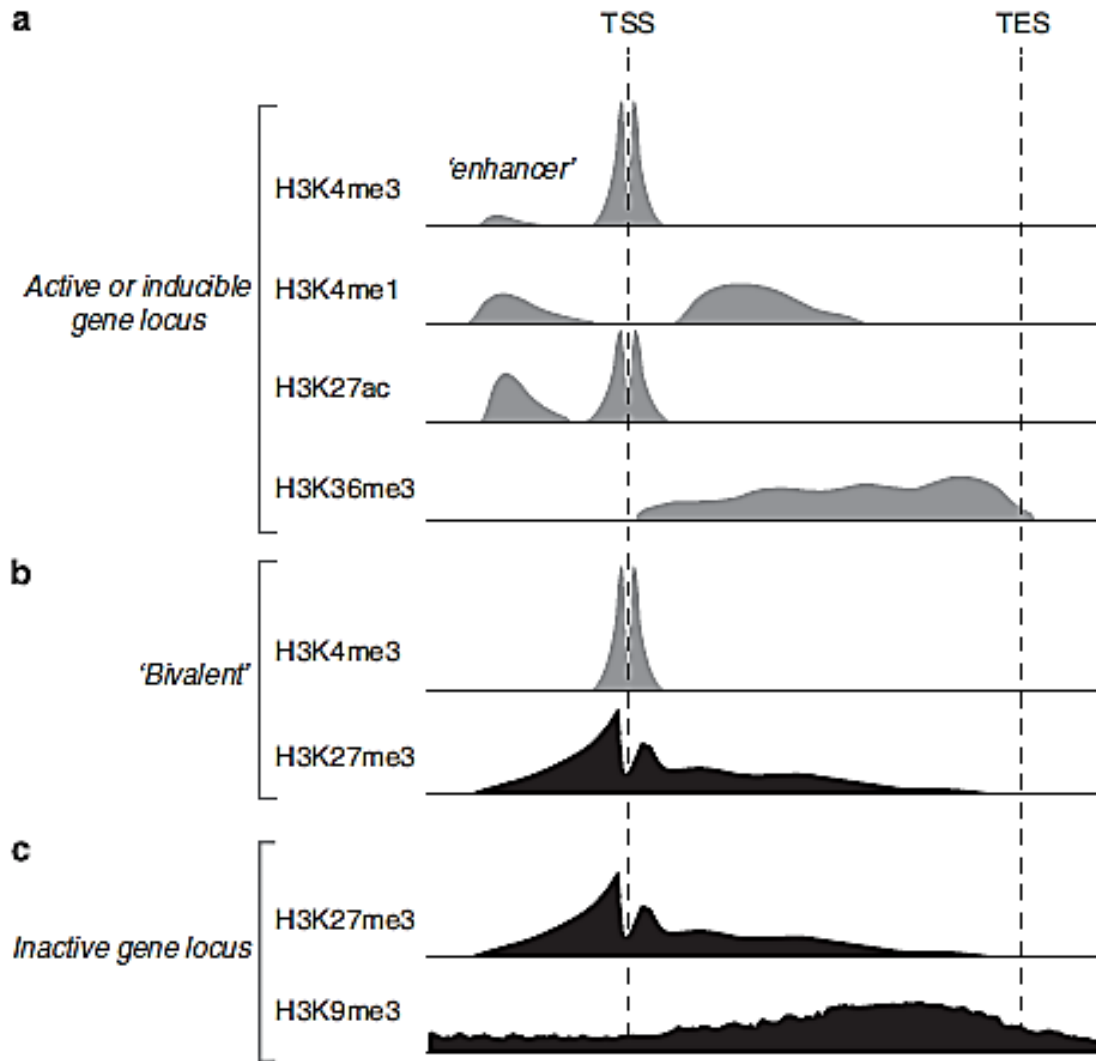 a
TSS
TES
H3K4me3
‘enhancer’
Active or inducible
gene locus
H3K4me1
H3K27ac
H3K36me3
b
‘Bivalent’
H3K4me3
H3K27me3
c
Inactive gene locus
H3K27me3
H3K9me3